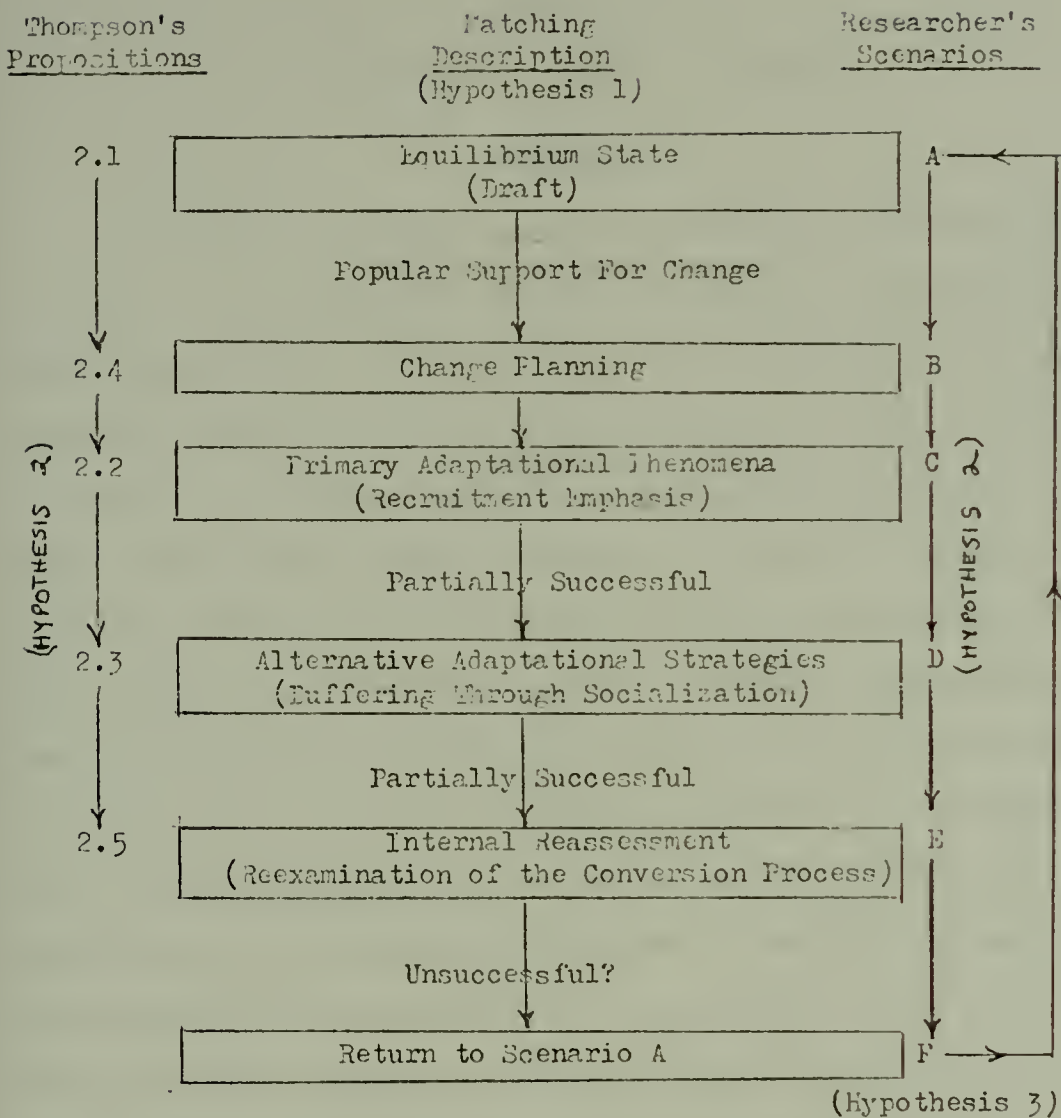 Thompson's
Propositions
Matching
Description
(Hypothesis 1)
Researcher's
Scenarios
2.1
Equilibrium State
(Draft)
A
Popular Support For Change
2.4
Change Planning
B
2.2
Primary Adaptational Phenomena
(Recruitment Emphasis)
C
(HYPOTHESIS 2)
(HYPOTHESIS 2)
Partially Successful
2.3
Alternative Adaptational Strategies
(Buffering Through Socialization)
D
Partially Successful
2.5
Internal Reassessment
(Reexamination of the Conversion Process)
E
Unsuccessful?
Return to Scenario A
F
(Hypothesis 3)